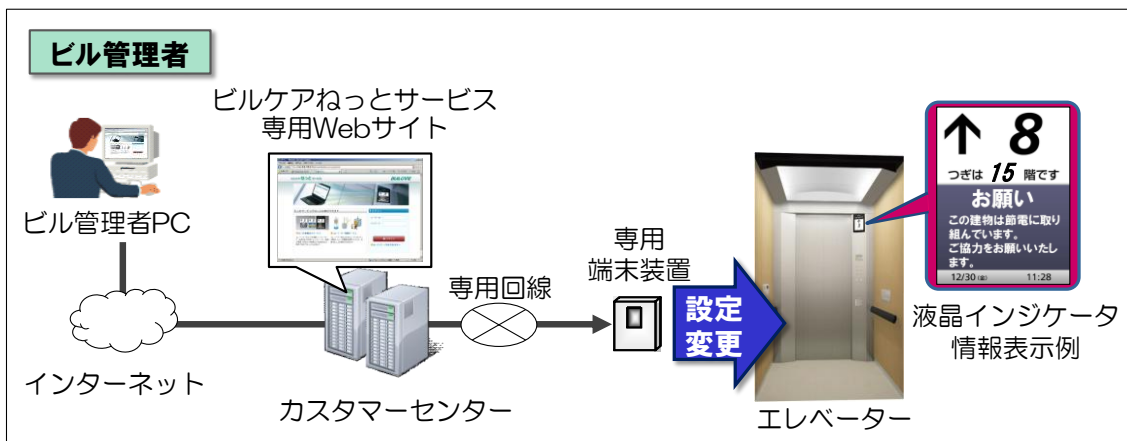 ビル管理者
ビルケアねっとサービス
専用Webサイト
ビル管理者PC
インターネット
カスタマーセンター
専用回線
専用
端末装置
設定
変更
エレベーター
↑ 8
つぎは 15 階です
お願い
この建物は節電に取り
組んでいます。
ご協力をお願いいたし
ます。
12/30 (金) 11:28
液晶インジケータ
情報表示例